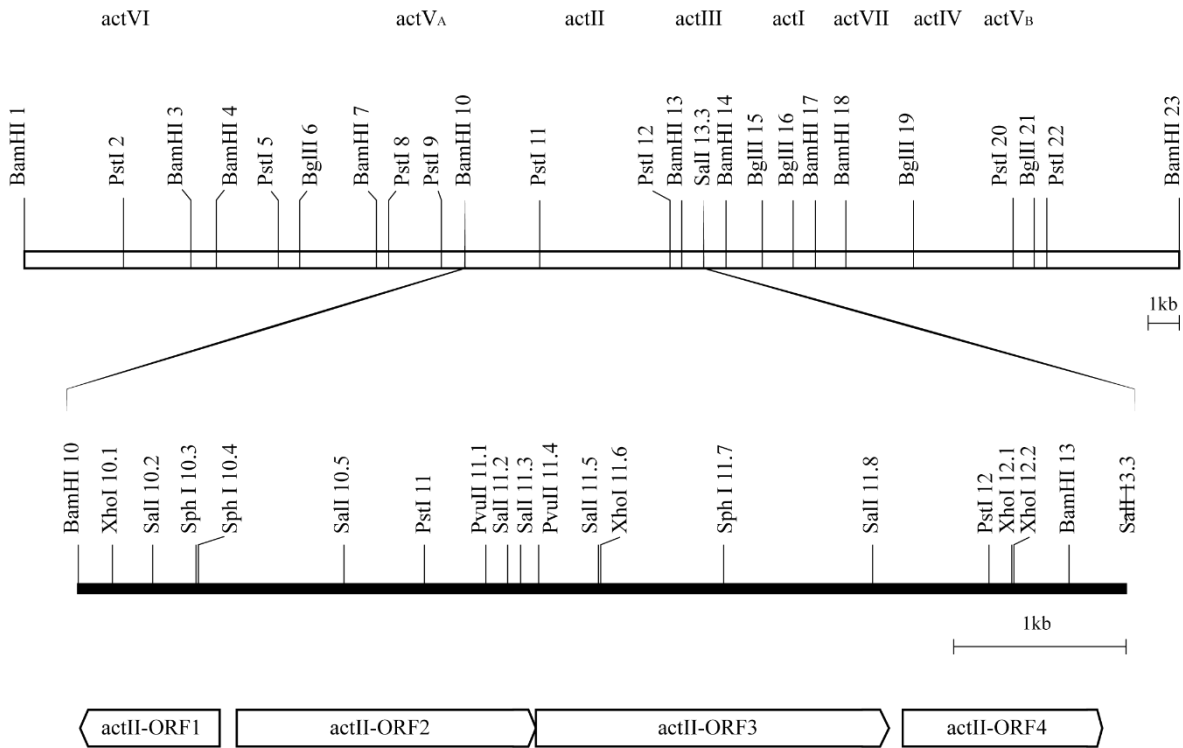 actVI actVA actII actIII actI actVII actIV actVB
BamHI 1
PstI 2
BamHI 3
BamHI 4
PstI 5
BglII 6
BamHI 7
PstI 8
PstI 9
BamHI 10
PstI 11
PstI 12
BamHI 13
SalI 13.3
BamHI 14
BglII 15
BglII 16
BamHI 17
BamHI 18
BglII 19
PstI 20
BglII 21
PstI 22
BamHI 23
1kb
BamHI 10
XhoI 10.1
SalI 10.2
Sph I 10.3
Sph I 10.4
SalI 10.5
PstI 11
PvuII 11.1
SalI 11.2
SalI 11.3
PvuII 11.4
SalI 11.5
XhoI 11.6
Sph I 11.7
SalI 11.8
PstI 12
XhoI 12.1
XhoI 12.2
BamHI 13
SalI 13.3
1kb
actII-ORF1 actII-ORF2 actII-ORF3 actII-ORF4